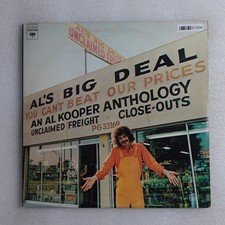 UNCLAIMED
FREIGHT
AL'S BIG DEAL
YOU CAN'T BEAT OUR PRICES
AN AL KOOPER ANTHOLOGY
UNCLAIMED FREIGHT CLOSE-OUTS
PG33169